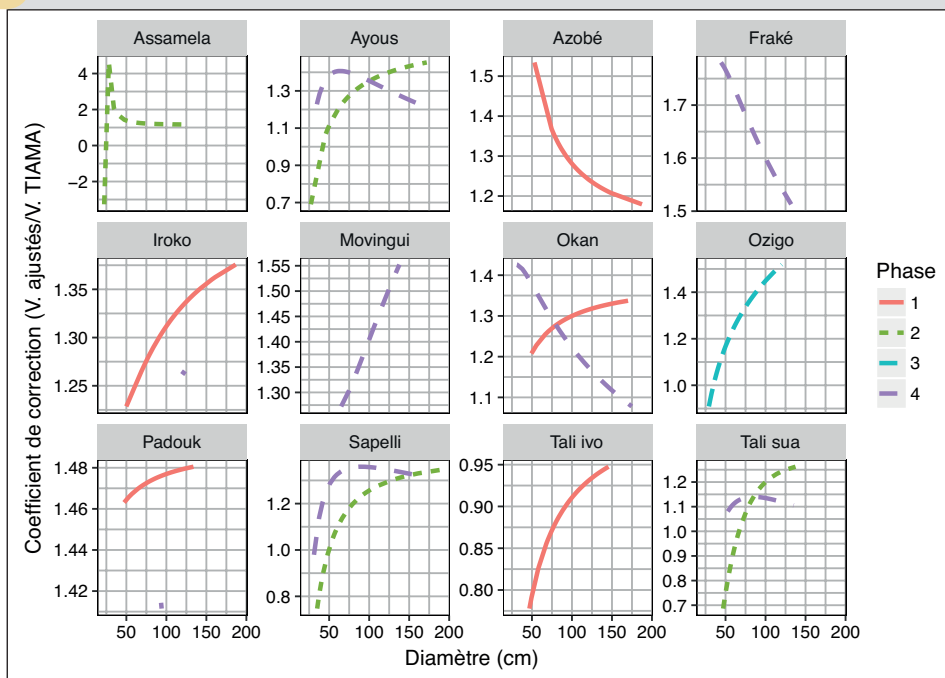 Coefficient de correction (V. ajustés/V. TIAMA)
Assamela
Ayous
Azobé
Fraké
4
2
0
−2
1.3
1.1
0.9
0.7
1.5
1.4
1.3
1.2
1.7
1.6
1.5
Iroko
Movingui
Okan
Ozigo
1.35
1.30
1.25
1.55
1.50
1.45
1.40
1.35
1.30
1.4
1.3
1.2
1.1
1.4
1.2
1.0
Phase
1
2
3
4
Padouk
Sapelli
Tali ivo
Tali sua
1.48
1.46
1.44
1.42
1.2
1.0
0.8
0.95
0.90
0.85
0.80
1.2
1.1
1.0
0.9
0.8
0.7
50 100 150 200
50 100 150 200
50 100 150 200
50 100 150 200
Diamètre (cm)